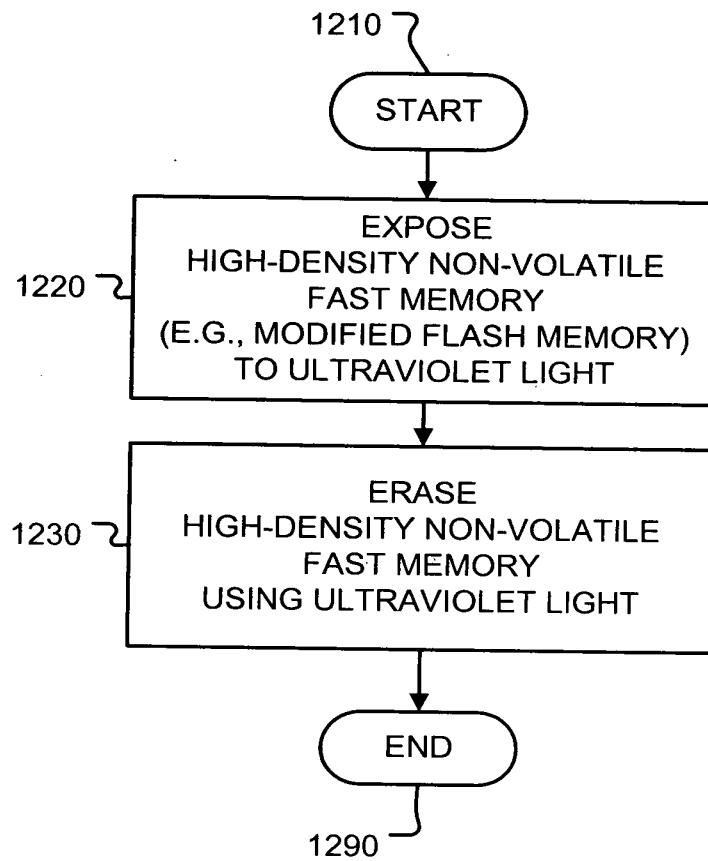 1210
START
1220
EXPOSE
HIGH-DENSITY NON-VOLATILE
FAST MEMORY
(E.G., MODIFIED FLASH MEMORY)
TO ULTRAVIOLET LIGHT
1230
ERASE
HIGH-DENSITY NON-VOLATILE
FAST MEMORY
USING ULTRAVIOLET LIGHT
END
1290